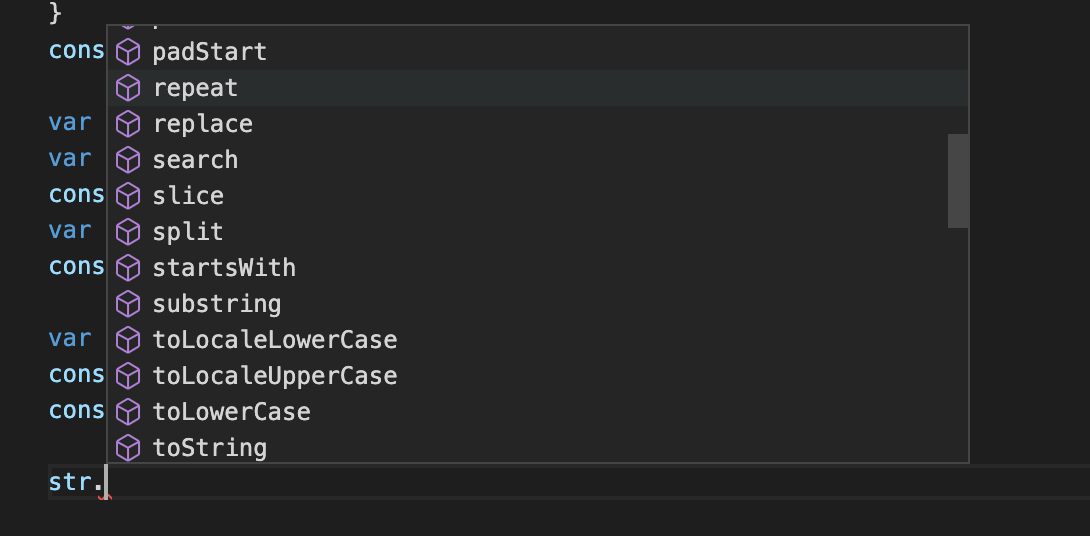 }
cons
padStart
repeat
var
replace
var
search
cons
slice
var
split
cons
startsWith
substring
var
toLocaleLowerCase
cons
toLocaleUpperCase
cons
toLowerCase
toString
str.